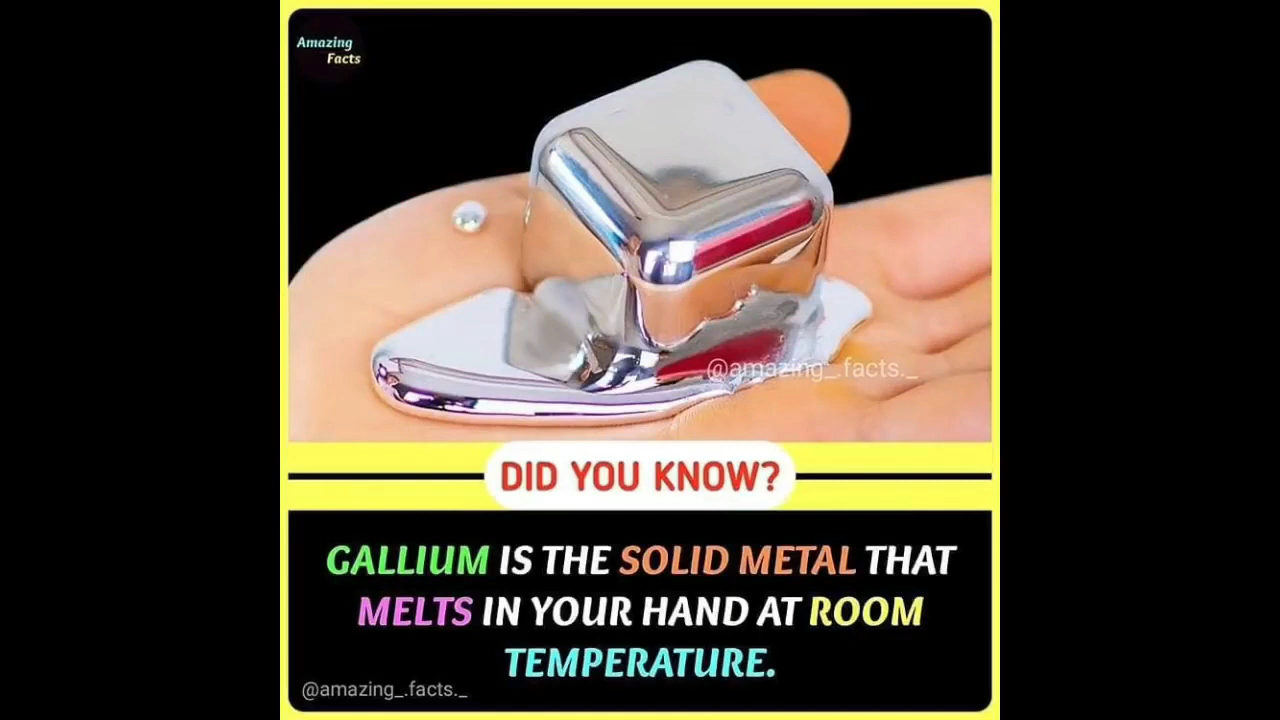 Amazing
Facts
@amazing_.facts._
DID YOU KNOW?
GALLIUM IS THE SOLID METAL THAT
MELTS IN YOUR HAND AT ROOM
TEMPERATURE.
@amazing_.facts._